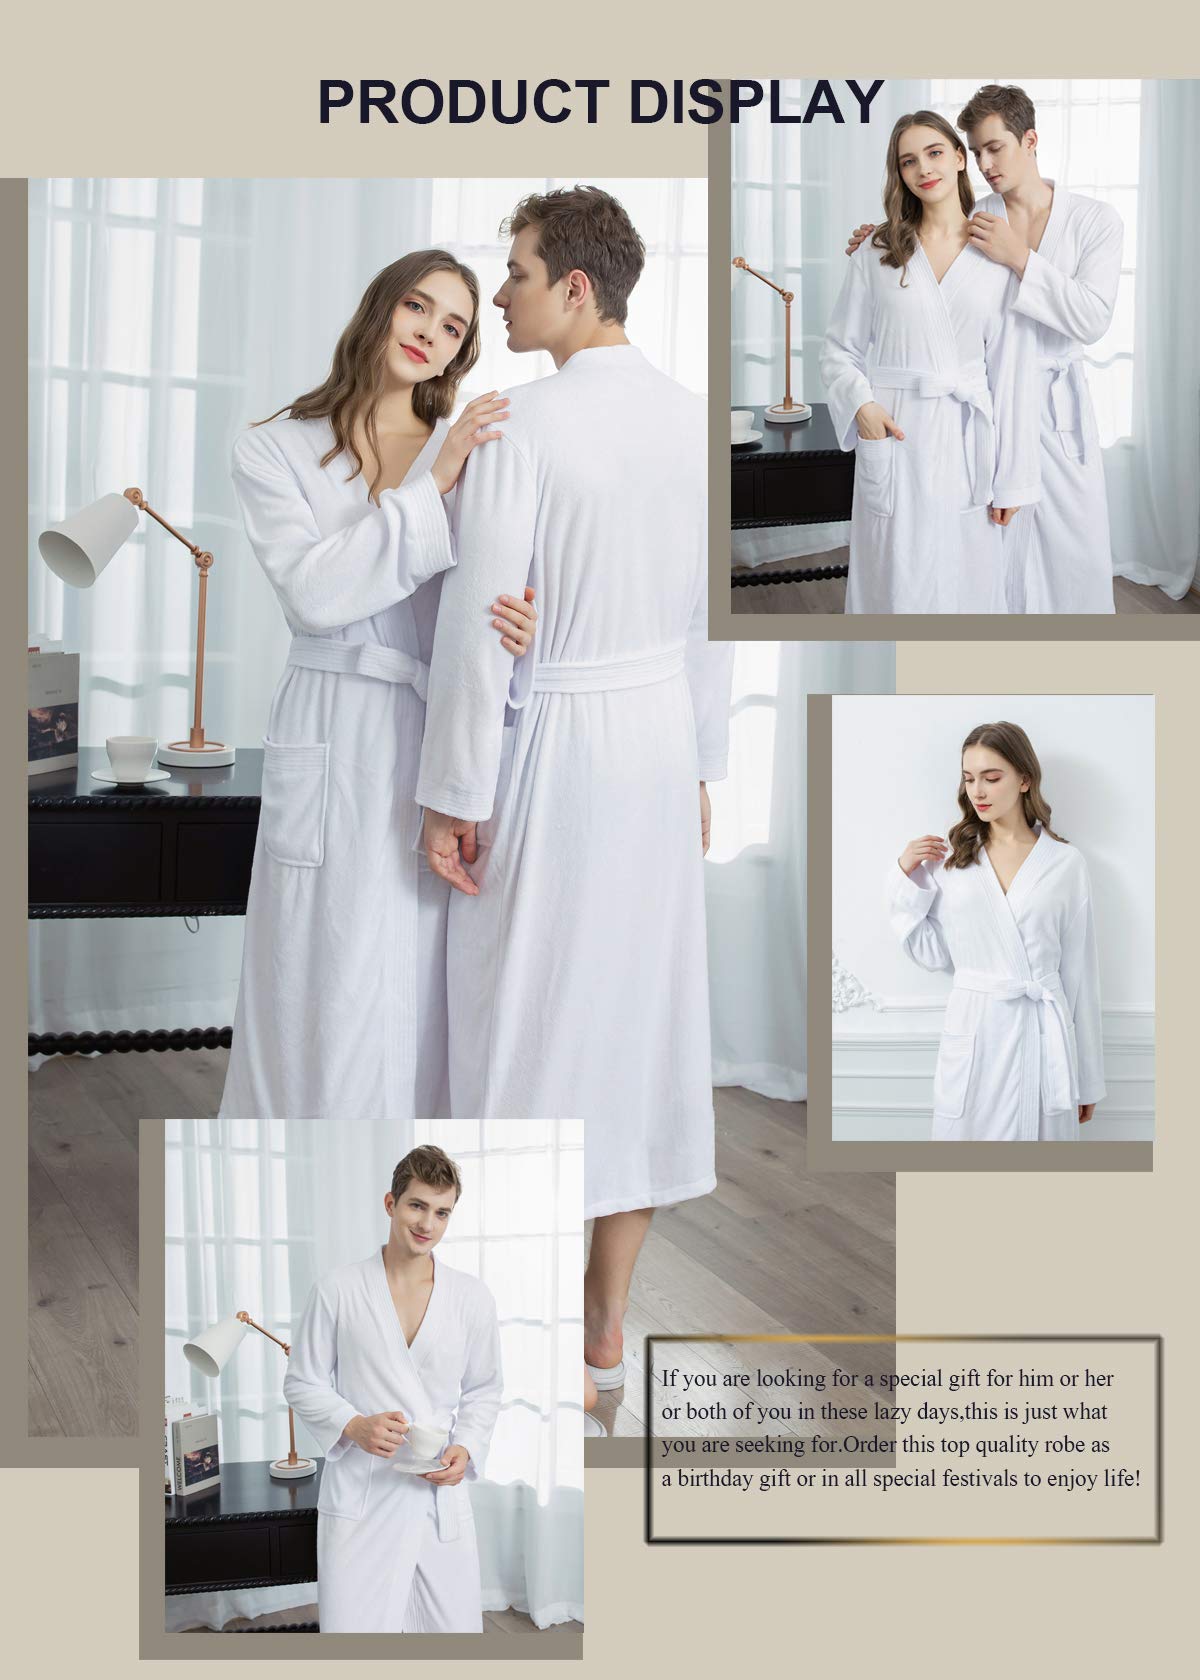 PRODUCT DISPLAY
If you are looking for a special gift for him or her
or both of you in these lazy days,this is just what
you are seeking for.Order this top quality robe as
a birthday gift or in all special festivals to enjoy life!
WELCOME